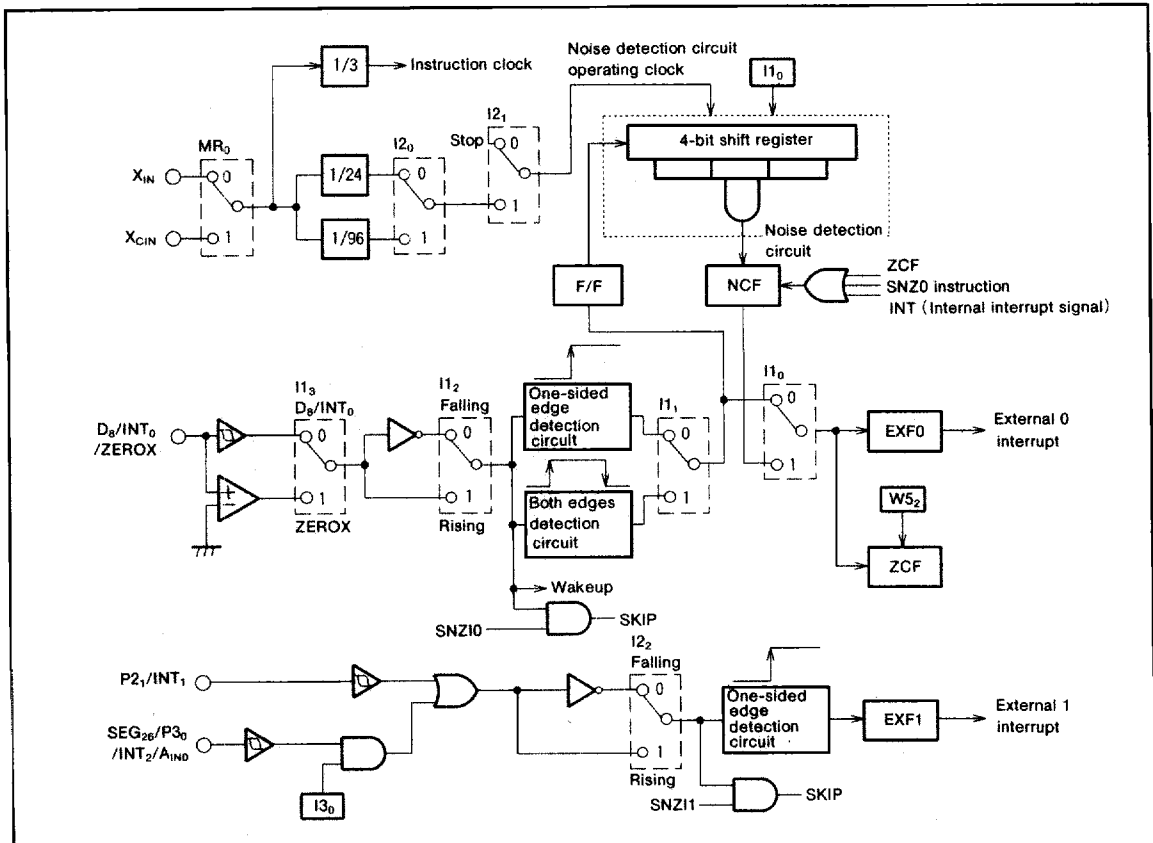 1/3
Instruction clock
Noise detection circuit
operating clock
I1₀
MR₀
I2₀
I2₁
Stop
0
1
4-bit shift register
X_IN
0
1/24
0
X_CIN
1
1/96
1
Noise detection
circuit
F/F
NCF
ZCF
SNZ0 instruction
INT (Internal interrupt signal)
D₈/INT₀
/ZEROX
I1₃
D₈/INT₀
0
1
ZEROX
I1₂
Falling
0
1
Rising
One-sided
edge
detection
circuit
Both edges
detection
circuit
I1₁
0
1
I1₀
0
1
EXF0
External 0
interrupt
W5₂
ZCF
Wakeup
SNZI0
SKIP
P2₁/INT₁
SEG₂₆/P3₀
/INT₂/A_IN0
I3₀
I2₂
Falling
0
1
Rising
One-sided
edge
detection
circuit
EXF1
External 1
interrupt
SNZI1
SKIP